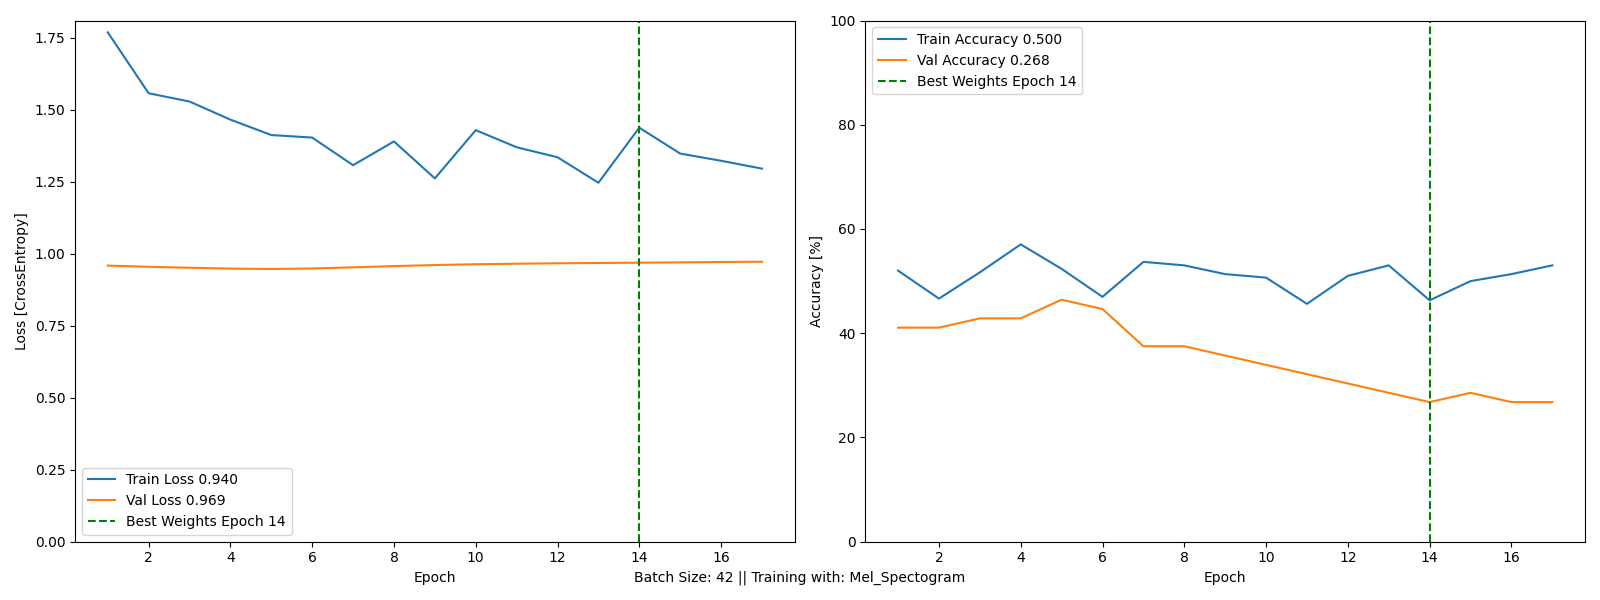 1.75
1.50
1.25
1.00
0.75
0.50
0.25
0.00
Loss [CrossEntropy]
Train Loss 0.940
Val Loss 0.969
Best Weights Epoch 14
2 4 6 8 10 12 14 16
Epoch
100
80
60
40
20
0
Accuracy [%]
Train Accuracy 0.500
Val Accuracy 0.268
Best Weights Epoch 14
2 4 6 8 10 12 14 16
Epoch
Batch Size: 42 || Training with: Mel_Spectogram